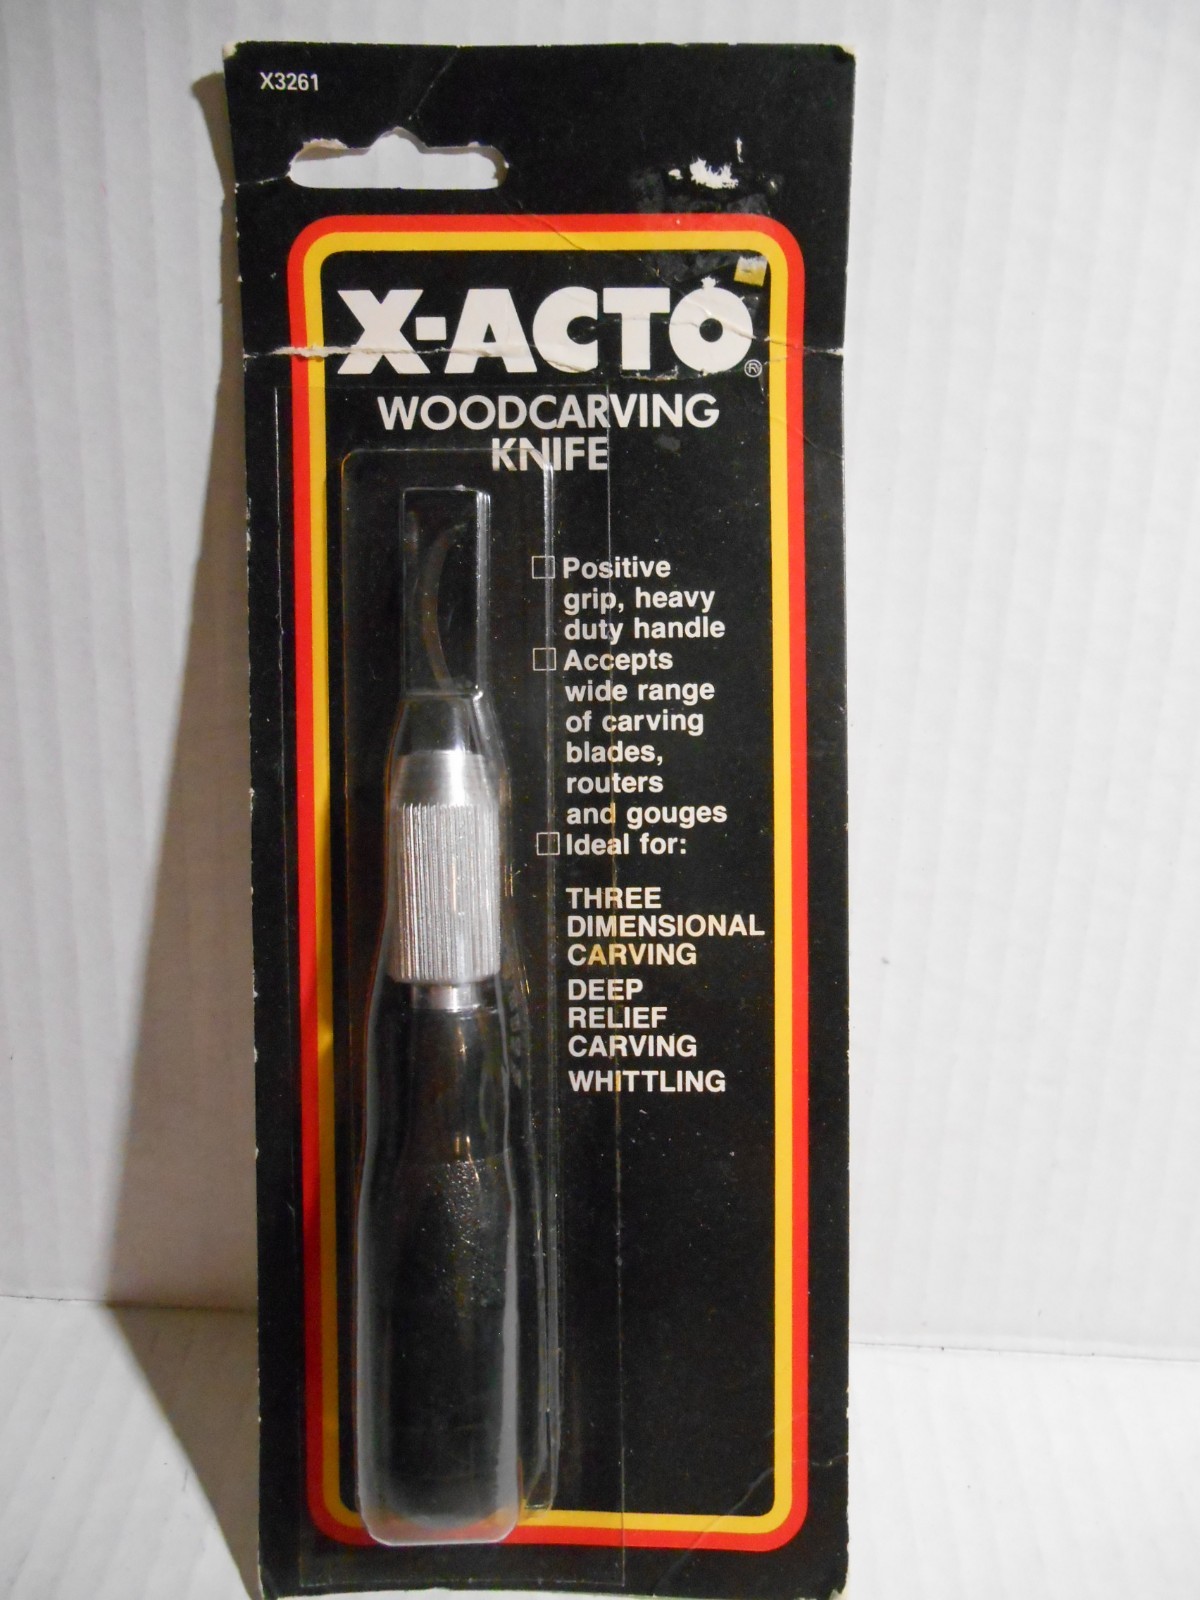 X3261
X-ACTO®
WOODCARVING
KNIFE
☐ Positive
grip, heavy
duty handle
☐ Accepts
wide range
of carving
blades,
routers
and gouges
☐ Ideal for:
THREE
DIMENSIONAL
CARVING
DEEP
RELIEF
CARVING
WHITTLING